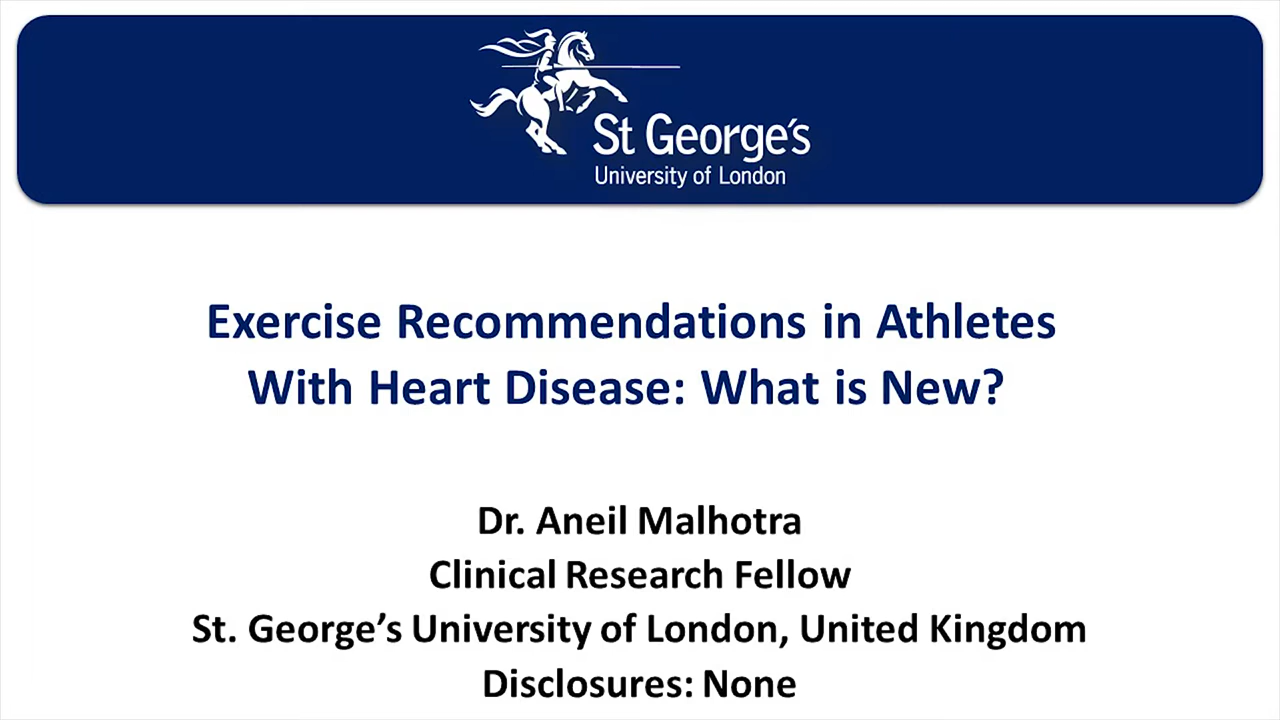 St George's
University of London
Exercise Recommendations in Athletes
With Heart Disease: What is New?
Dr. Aneil Malhotra
Clinical Research Fellow
St. George’s University of London, United Kingdom
Disclosures: None